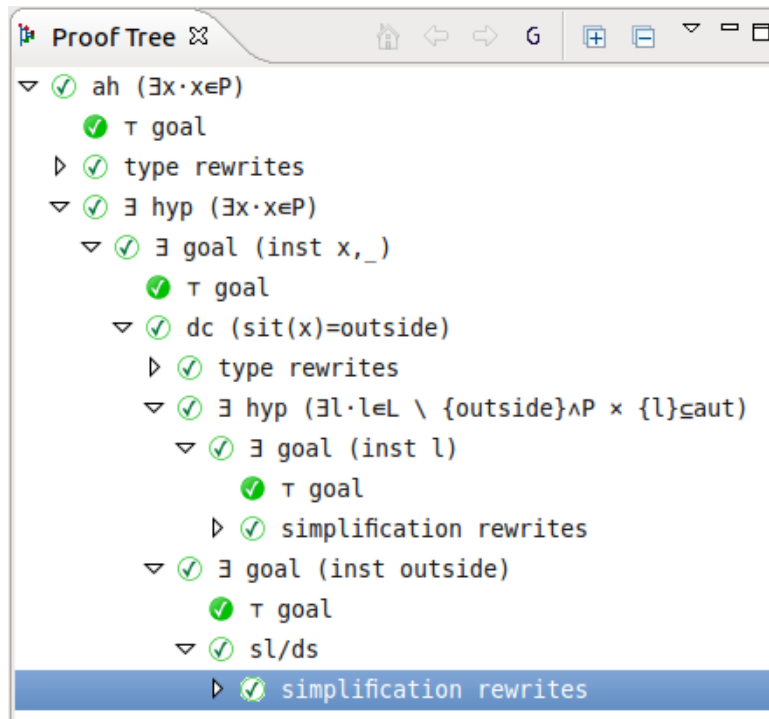 Proof Tree G
ah (∃x·x∈P)
⊤ goal
type rewrites
∃ hyp (∃x·x∈P)
∃ goal (inst x,_)
⊤ goal
dc (sit(x)=outside)
type rewrites
∃ hyp (∃l·l∈L \ {outside}∧P × {l}⊆aut)
∃ goal (inst l)
⊤ goal
simplification rewrites
∃ goal (inst outside)
⊤ goal
sl/ds
simplification rewrites